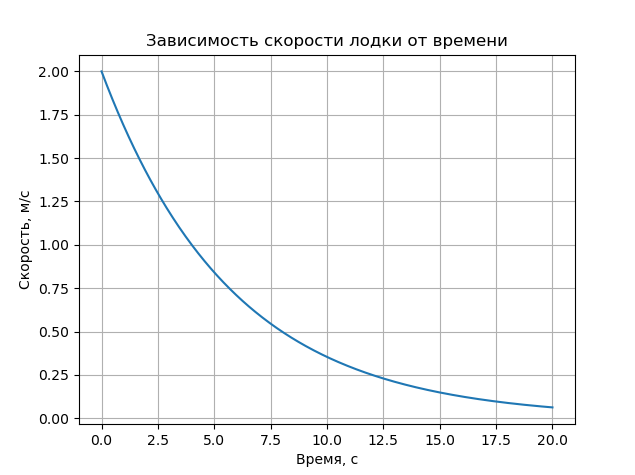 Зависимость скорости лодки от времени
2.00
1.75
1.50
1.25
1.00
0.75
0.50
0.25
0.00
Скорость, м/с
0.0 2.5 5.0 7.5 10.0 12.5 15.0 17.5 20.0
Время, с